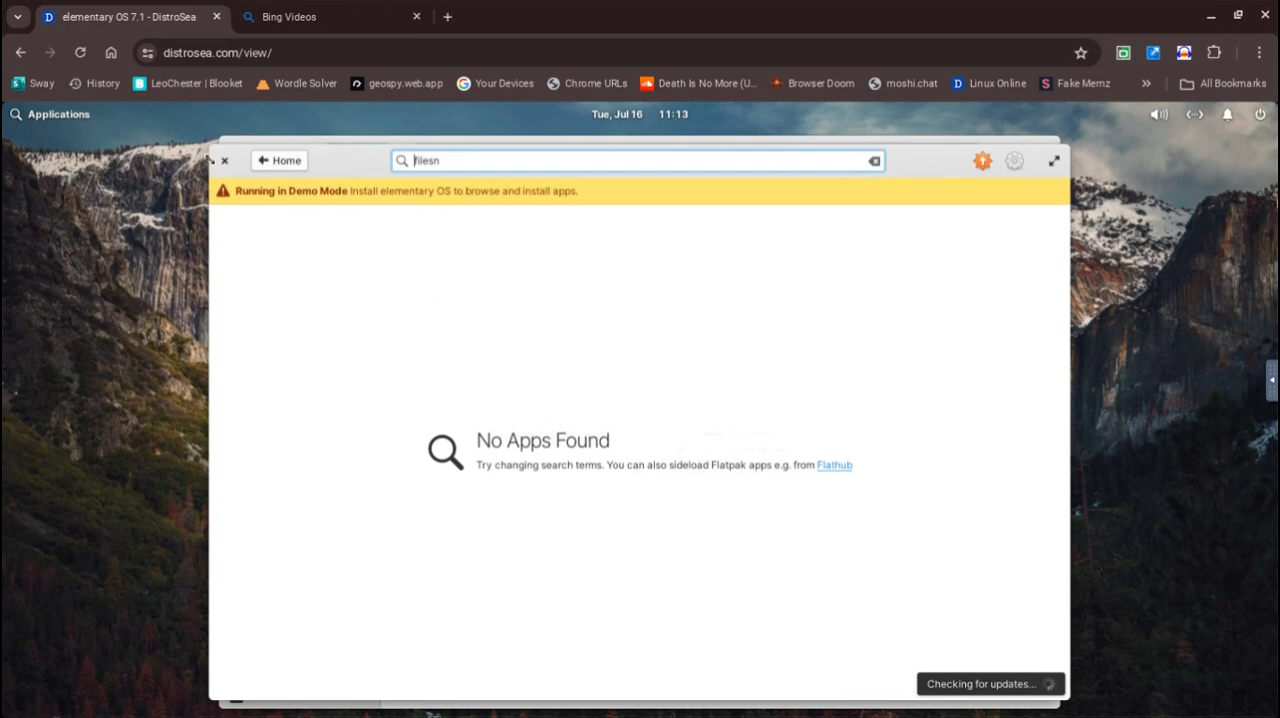 elementary OS 7.1 - DistroSea
Bing Videos
distrosea.com/view/
Sway
History
LeoChester | Blooket
Wordle Solver
geospy.web.app
Your Devices
Chrome URLs
Death Is No More (U...
Browser Doom
moshi.chat
Linux Online
Fake Memz
All Bookmarks
Applications
Tue, Jul 16 11:13
Home
filesn
Running in Demo Mode Install elementary OS to browse and install apps.
No Apps Found
Try changing search terms. You can also sideload Flatpak apps e.g. from Flathub
Checking for updates...